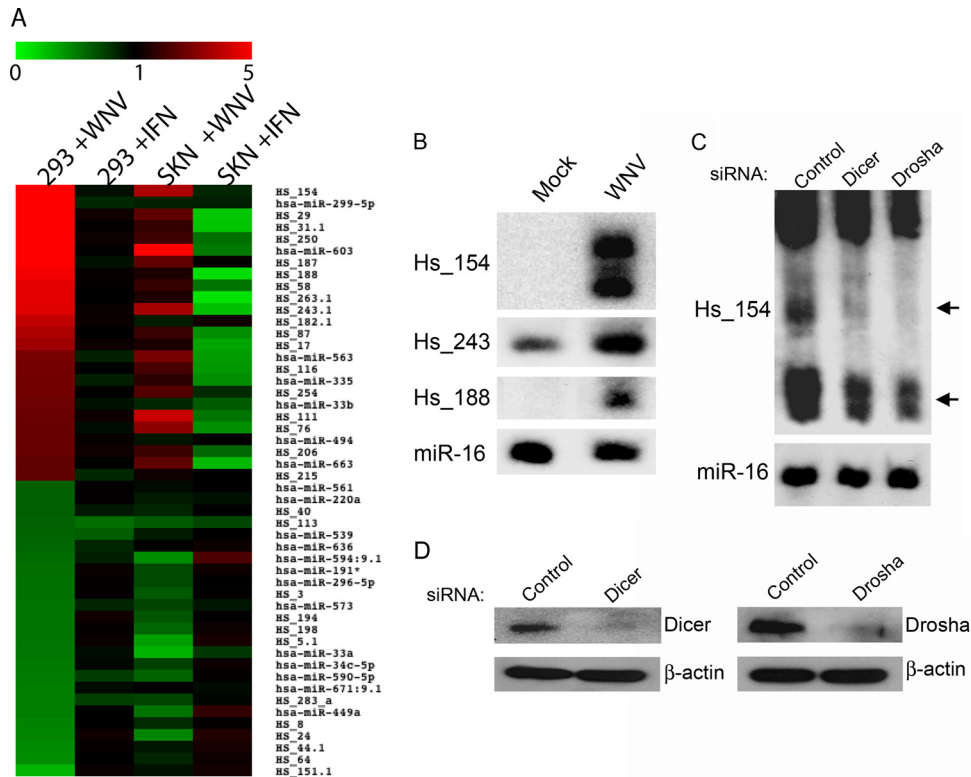 A
0 1 5
293 +WNV
293 +IFN
SKN +WNV
SKN +IFN
HS_154
hsa-miR-299-5p
HS_29
HS_31.1
HS_250
hsa-miR-603
HS_187
HS_188
HS_58
HS_263.1
HS_243.1
HS_182.1
HS_87
HS_17
hsa-miR-563
HS_116
hsa-miR-335
HS_254
hsa-miR-33b
HS_111
HS_76
hsa-miR-494
HS_206
hsa-miR-663
HS_215
hsa-miR-561
hsa-miR-220a
HS_40
HS_113
hsa-miR-539
hsa-miR-636
hsa-miR-594:9.1
hsa-miR-191*
hsa-miR-296-5p
HS_3
hsa-miR-573
HS_194
HS_198
HS_5.1
hsa-miR-33a
hsa-miR-34c-5p
hsa-miR-590-5p
hsa-miR-671:9.1
HS_283_a
hsa-miR-449a
HS_8
HS_24
HS_44.1
HS_64
HS_151.1
B
Mock WNV
Hs_154
Hs_243
Hs_188
miR-16
C
siRNA: Control Dicer Drosha
Hs_154
miR-16
D
siRNA: Control Dicer
Dicer
β-actin
Control Drosha
Drosha
β-actin